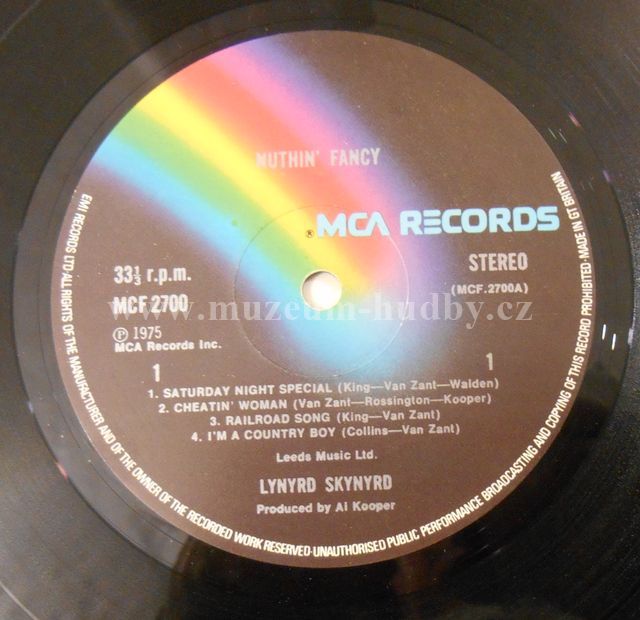 NUTHIN' FANCY
MCA RECORDS
33⅓ r.p.m.
STEREO
MCF 2700
(MCF.2700A)
℗ 1975
MCA Records Inc.
www.muzeum-hudby.cz
1
1
1. SATURDAY NIGHT SPECIAL (King—Van Zant—Walden)
2. CHEATIN' WOMAN (Van Zant—Rossington—Kooper)
3. RAILROAD SONG (King—Van Zant)
4. I'M A COUNTRY BOY (Collins—Van Zant)
Leeds Music Ltd.
LYNYRD SKYNYRD
Produced by Al Kooper
EMI RECORDS LTD·ALL RIGHTS OF THE MANUFACTURER AND OF THE OWNER OF THE RECORDED WORK RESERVED·UNAUTHORISED PUBLIC PERFORMANCE BROADCASTING AND COPYING OF THIS RECORD PROHIBITED·MADE IN GT BRITAIN